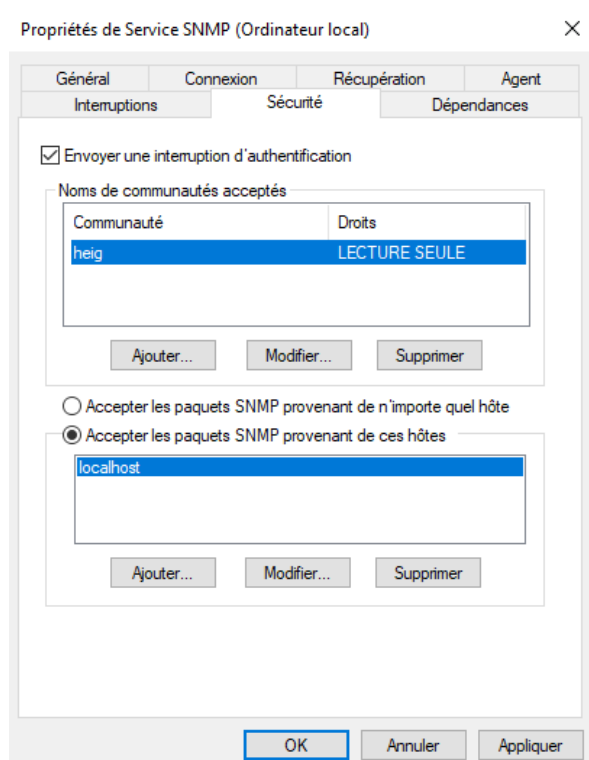 Propriétés de Service SNMP (Ordinateur local)
Général Connexion Récupération Agent
Interruptions Sécurité Dépendances
Envoyer une interruption d'authentification
Noms de communautés acceptés
Communauté Droits
heig LECTURE SEULE
Ajouter... Modifier... Supprimer
Accepter les paquets SNMP provenant de n'importe quel hôte
Accepter les paquets SNMP provenant de ces hôtes
localhost
Ajouter... Modifier... Supprimer
OK Annuler Appliquer